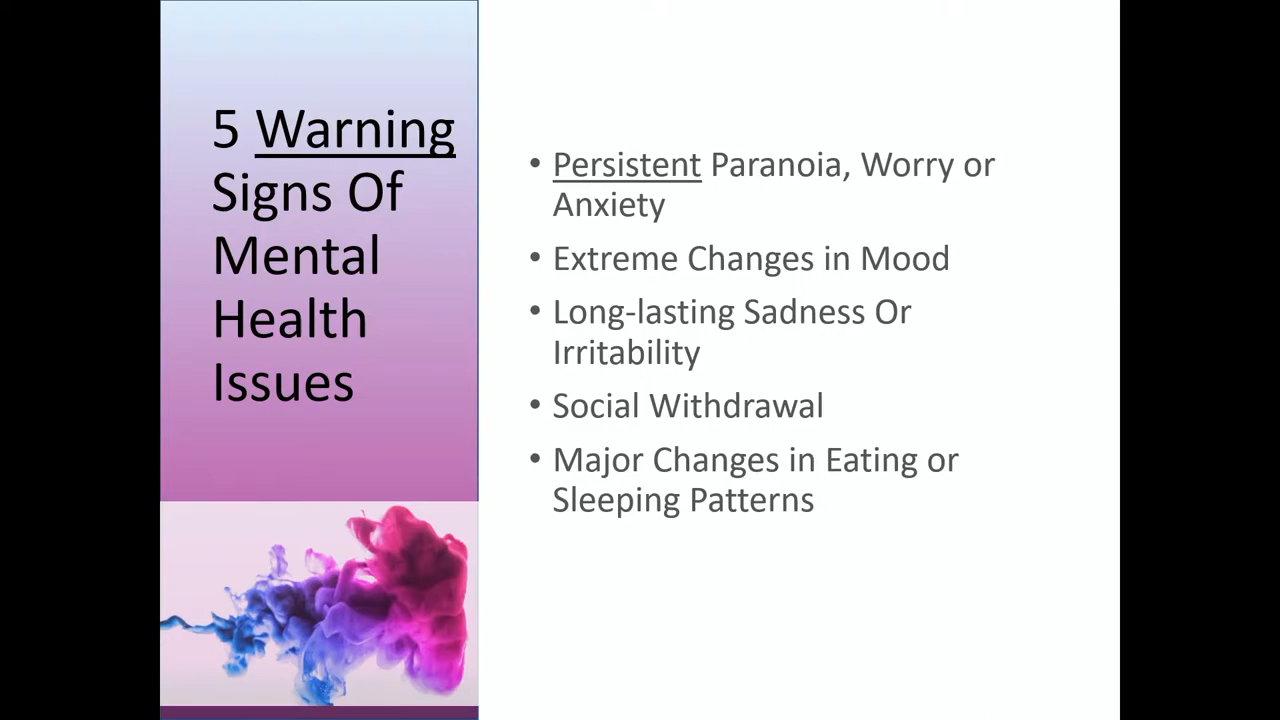 5 Warning
Signs Of
Mental
Health
Issues
• Persistent Paranoia, Worry or
Anxiety
• Extreme Changes in Mood
• Long-lasting Sadness Or
Irritability
• Social Withdrawal
• Major Changes in Eating or
Sleeping Patterns